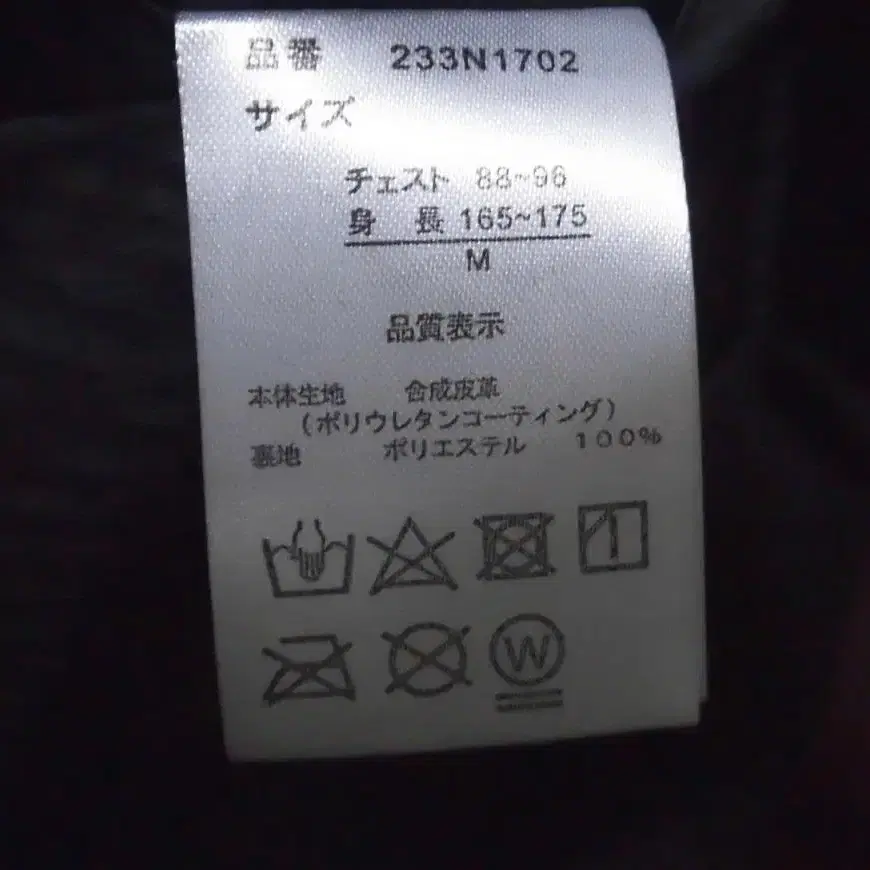 品番 233N1702
サイズ
チェスト 88~96
身長 165~175
M
品質表示
本体生地 合成皮革
(ポリウレタンコーティング)
裏地 ポリエステル 100%
W